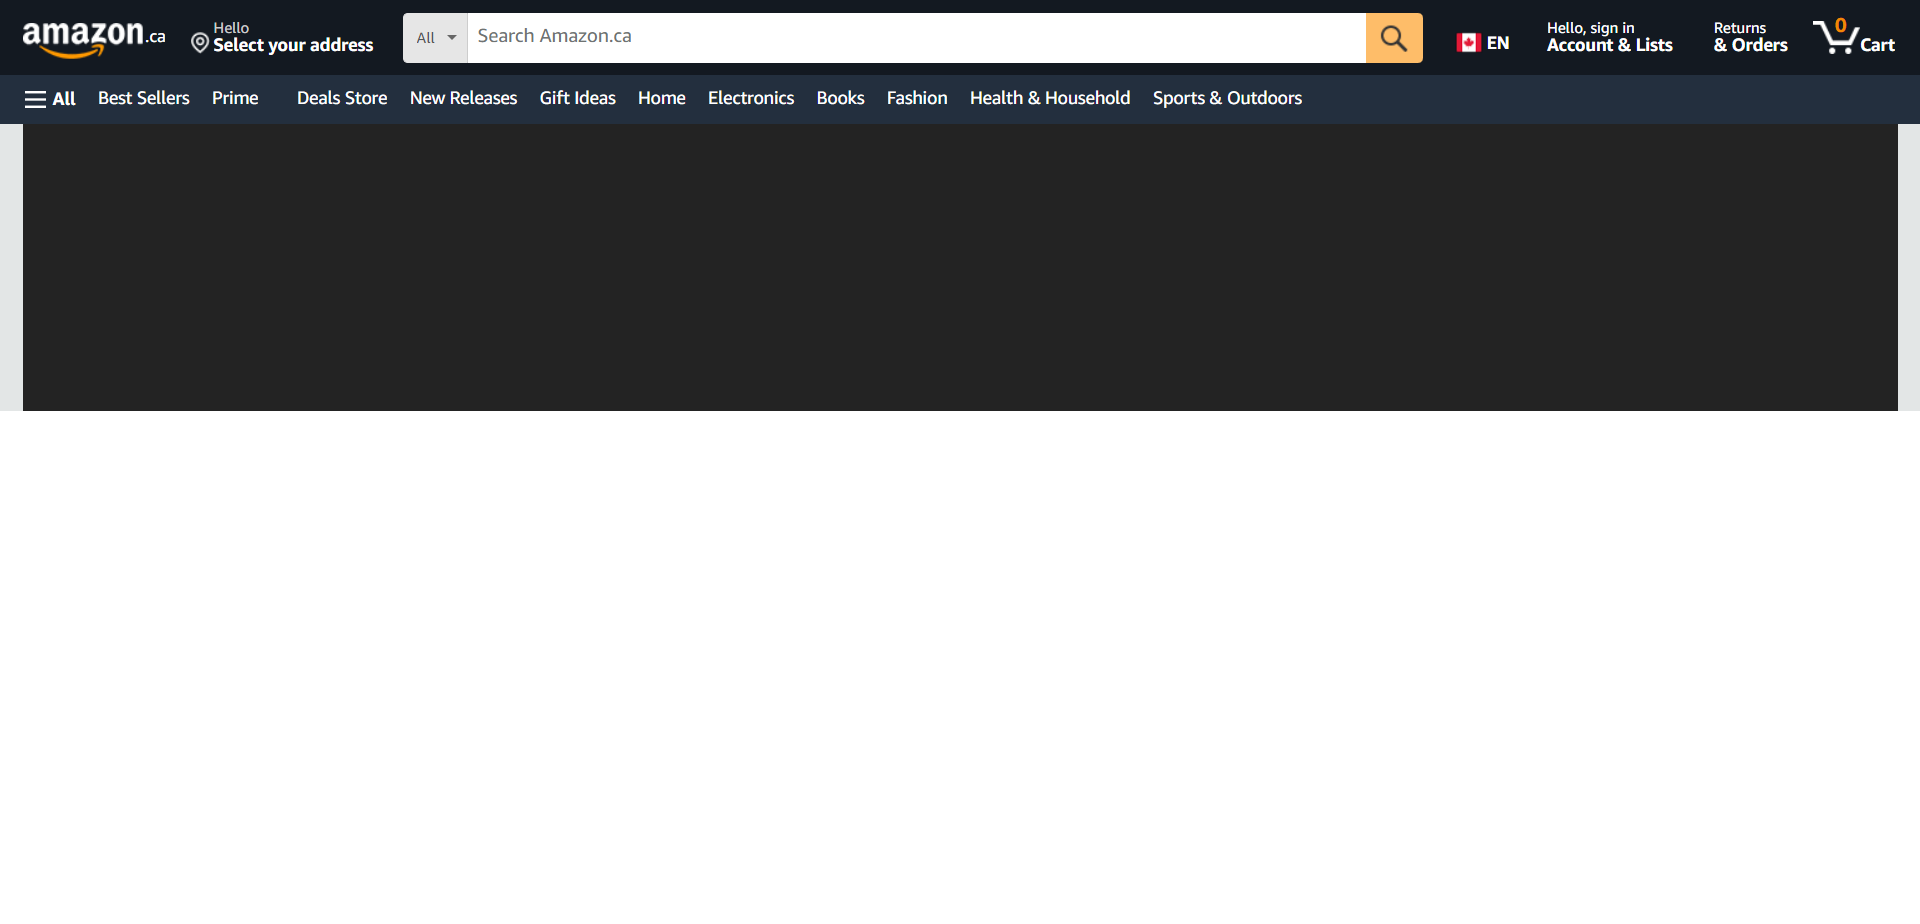 amazon.ca
Hello
Select your address
All
Search Amazon.ca
EN
Hello, sign in
Account & Lists
Returns
& Orders
0
Cart
All
Best Sellers
Prime
Deals Store
New Releases
Gift Ideas
Home
Electronics
Books
Fashion
Health & Household
Sports & Outdoors